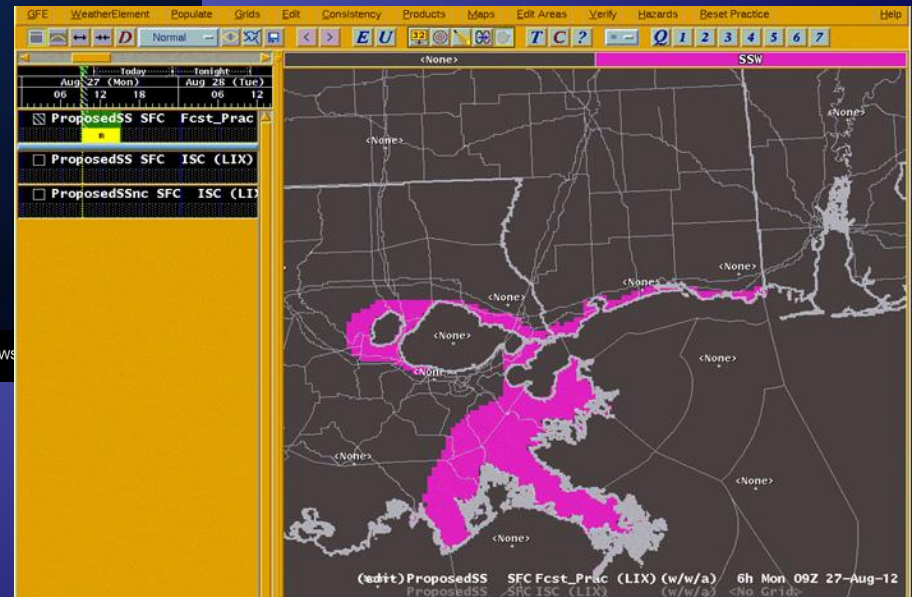 GFE WeatherElement Populate Grids Edit Consistency Products Maps Edit Areas Verify Hazards Reset Practice Help
D Normal < > E U 32 T C ? Q 1 2 3 4 5 6 7
<None> SSW
Today Tonight
Aug 27 (Mon) Aug 28 (Tue)
06 12 18 06 12
ProposedSS SFC Fcst_Prac
m
ProposedSS SFC ISC (LIX)
ProposedSSnc SFC ISC (LI
<None>
<None>
<None>
<None>
<None>
<None>
<None>
<None>
<None>
<None>
<None>
ProposedSS SFC Fcst_Prac (LIX) (w/w/a) 6h Mon 09Z 27-Aug-12
ProposedSS SFC ISC (LIX) (w/w/a) <No Grid>